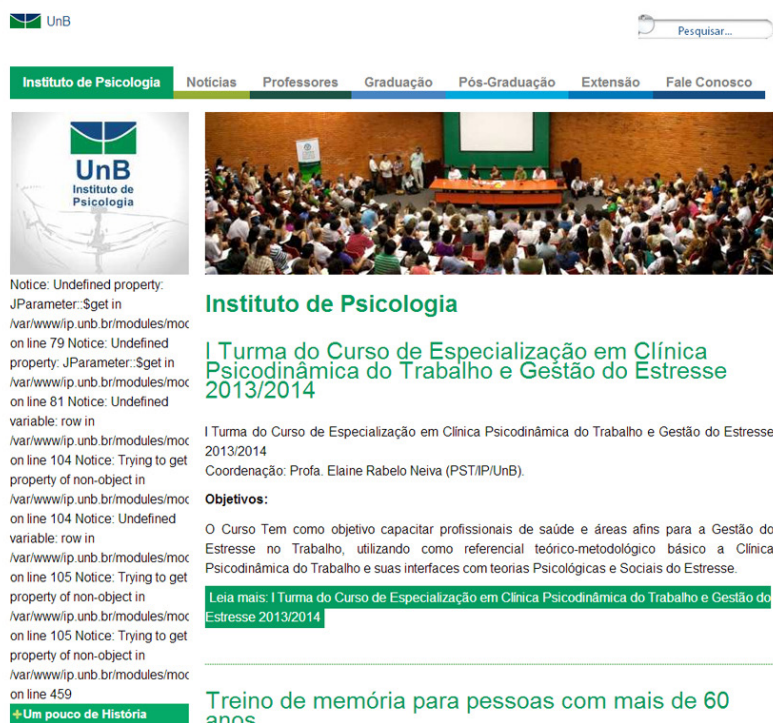 UnB
Pesquisar...
Instituto de Psicologia Notícias Professores Graduação Pós-Graduação Extensão Fale Conosco
UnB
Instituto de
Psicologia
Notice: Undefined property:
JParameter::$get in
/var/www/ip.unb.br/modules/moc
on line 79 Notice: Undefined
property: JParameter::$get in
/var/www/ip.unb.br/modules/moc
on line 81 Notice: Undefined
variable: row in
/var/www/ip.unb.br/modules/moc
on line 104 Notice: Trying to get
property of non-object in
/var/www/ip.unb.br/modules/moc
on line 104 Notice: Undefined
variable: row in
/var/www/ip.unb.br/modules/moc
on line 105 Notice: Trying to get
property of non-object in
/var/www/ip.unb.br/modules/moc
on line 105 Notice: Trying to get
property of non-object in
/var/www/ip.unb.br/modules/moc
on line 459
+Um pouco de História
Instituto de Psicologia
I Turma do Curso de Especialização em Clínica
Psicodinâmica do Trabalho e Gestão do Estresse
2013/2014
I Turma do Curso de Especialização em Clínica Psicodinâmica do Trabalho e Gestão do Estresse
2013/2014
Coordenação: Profa. Elaine Rabelo Neiva (PST/IP/UnB).
Objetivos:
O Curso Tem como objetivo capacitar profissionais de saúde e áreas afins para a Gestão do
Estresse no Trabalho, utilizando como referencial teórico-metodológico básico a Clínica
Psicodinâmica do Trabalho e suas interfaces com teorias Psicológicas e Sociais do Estresse.
Leia mais: I Turma do Curso de Especialização em Clínica Psicodinâmica do Trabalho e Gestão do
Estresse 2013/2014
Treino de memória para pessoas com mais de 60
anos